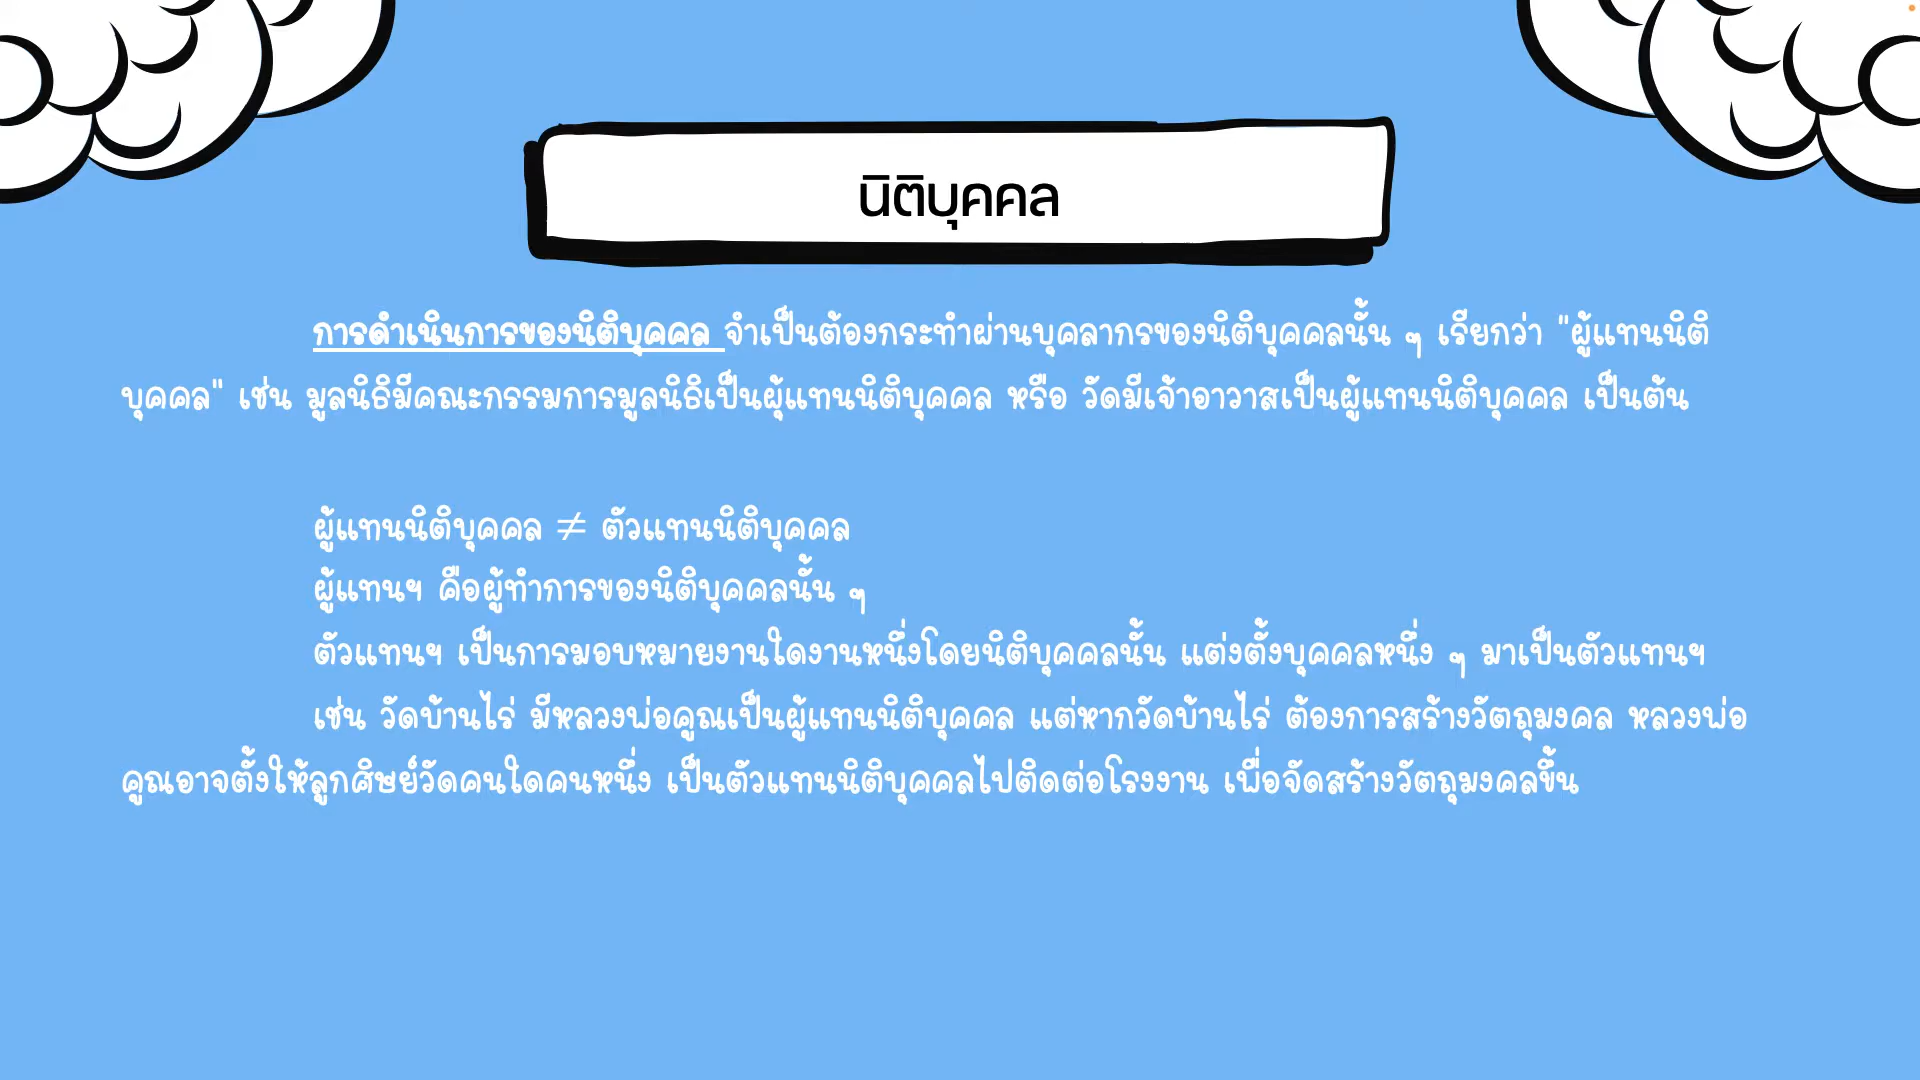 นิติบุคคล
การดำเนินการของนิติบุคคล จำเป็นต้องกระทำผ่านบุคลากรของนิติบุคคลนั้น ๆ เรียกว่า "ผู้แทนนิติ
บุคคล" เช่น มูลนิธิมีคณะกรรมการมูลนิธิเป็นผุ้แทนนิติบุคคล หรือ วัดมีเจ้าอาวาสเป็นผู้แทนนิติบุคคล เป็นต้น
ผู้แทนนิติบุคคล ≠ ตัวแทนนิติบุคคล
ผู้แทนฯ คือผู้ทำการของนิติบุคคลนั้น ๆ
ตัวแทนฯ เป็นการมอบหมายงานใดงานหนึ่งโดยนิติบุคคลนั้น แต่งตั้งบุคคลหนึ่ง ๆ มาเป็นตัวแทนฯ
เช่น วัดบ้านไร่ มีหลวงพ่อคูณเป็นผู้แทนนิติบุคคล แต่หากวัดบ้านไร่ ต้องการสร้างวัตถุมงคล หลวงพ่อ
คูณอาจตั้งให้ลูกศิษย์วัดคนใดคนหนึ่ง เป็นตัวแทนนิติบุคคลไปติดต่อโรงงาน เพื่อจัดสร้างวัตถุมงคลขึ้น